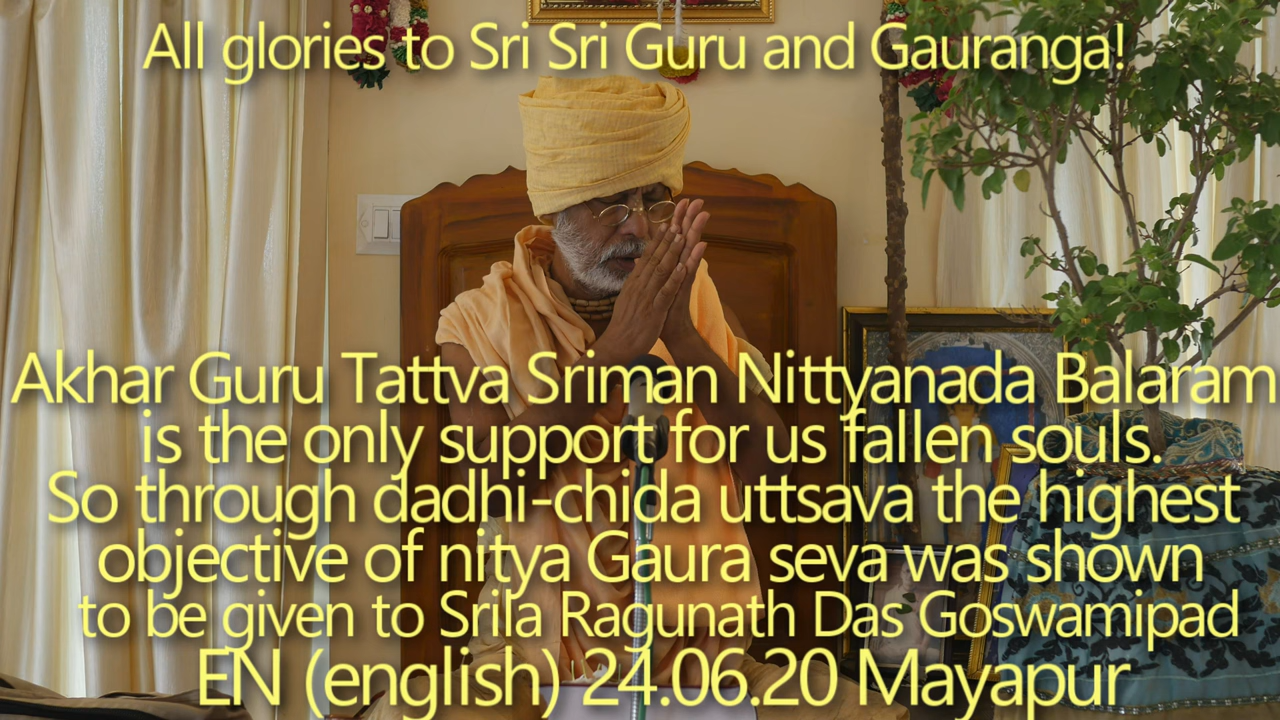 All glories to Sri Sri Guru and Gauranga!
Akhar Guru Tattva Sriman Nittyanada Balaram
is the only support for us fallen souls.
So through dadhi-chida uttsava the highest
objective of nitya Gaura seva was shown
to be given to Srila Ragunath Das Goswamipad
EN (english) 24.06.20 Mayapur